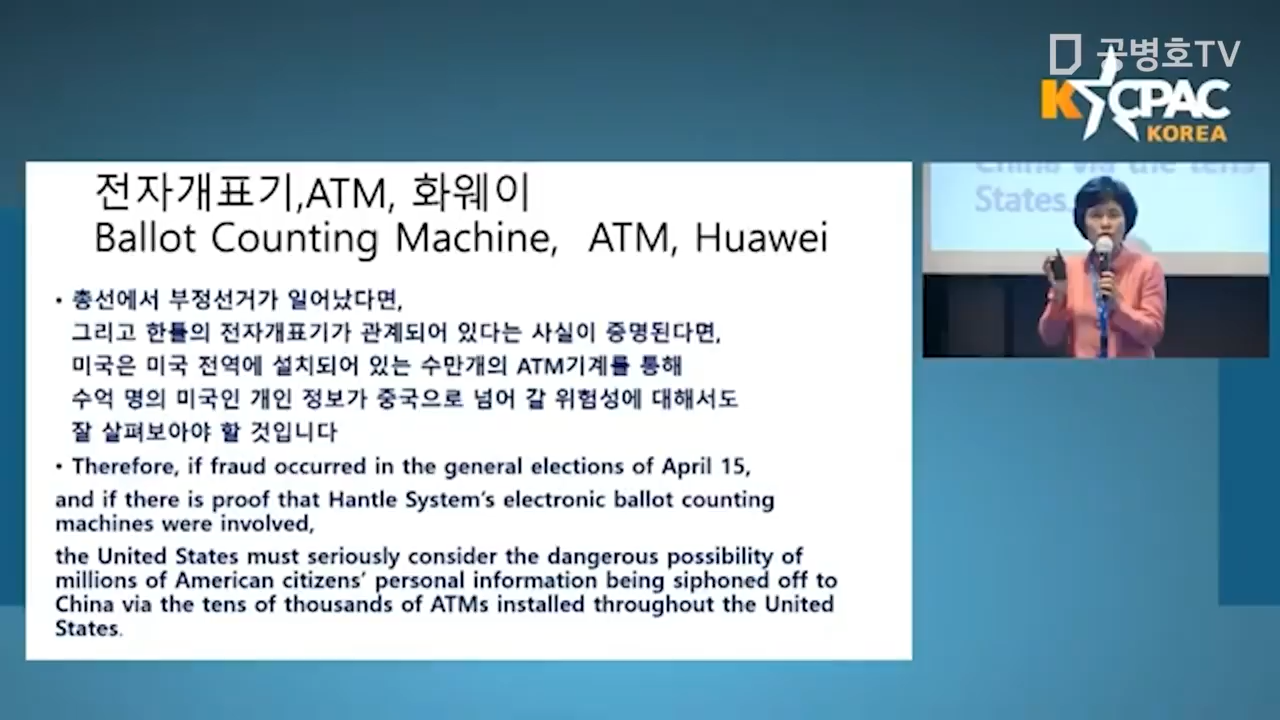 공병호TV
K CPAC
KOREA
전자개표기,ATM, 화웨이
Ballot Counting Machine, ATM, Huawei
• 총선에서 부정선거가 일어났다면,
그리고 한틀의 전자개표기가 관계되어 있다는 사실이 증명된다면,
미국은 미국 전역에 설치되어 있는 수만개의 ATM기계를 통해
수억 명의 미국인 개인 정보가 중국으로 넘어 갈 위험성에 대해서도
잘 살펴보아야 할 것입니다
• Therefore, if fraud occurred in the general elections of April 15,
and if there is proof that Hantle System's electronic ballot counting
machines were involved,
the United States must seriously consider the dangerous possibility of
millions of American citizens' personal information being siphoned off to
China via the tens of thousands of ATMs installed throughout the United
States.
China via the tens
States.